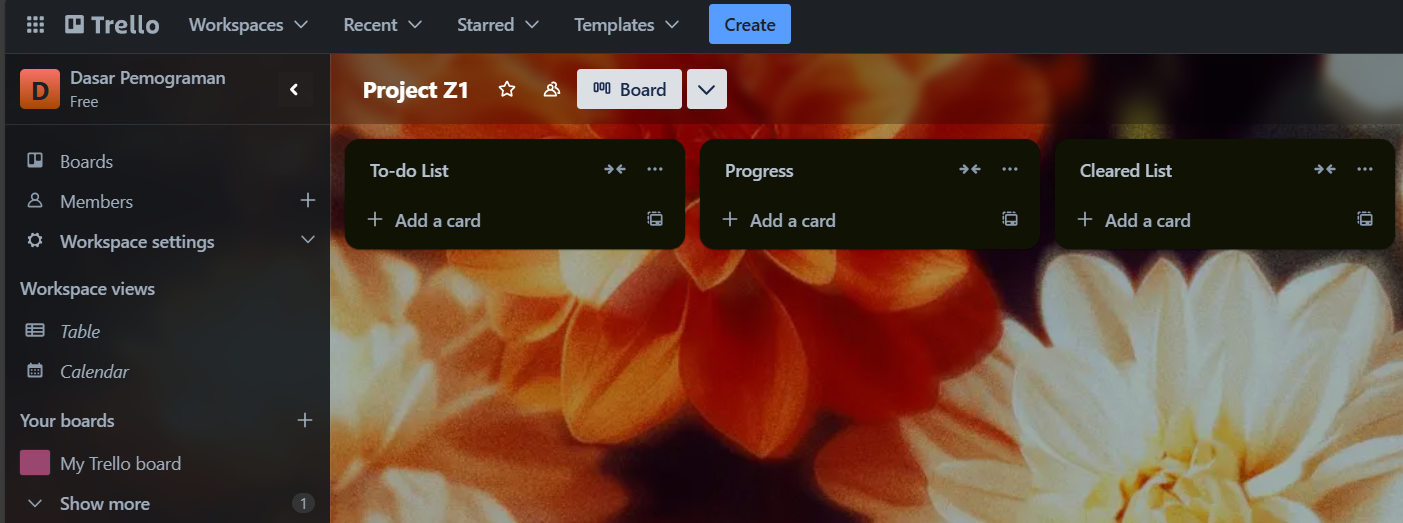 Trello Workspaces Recent Starred Templates Create
D Dasar Pemograman
Free
Boards
Members
Workspace settings
Workspace views
Table
Calendar
Your boards
My Trello board
Show more 1
Project Z1 Board
To-do List
Add a card
Progress
Add a card
Cleared List
Add a card